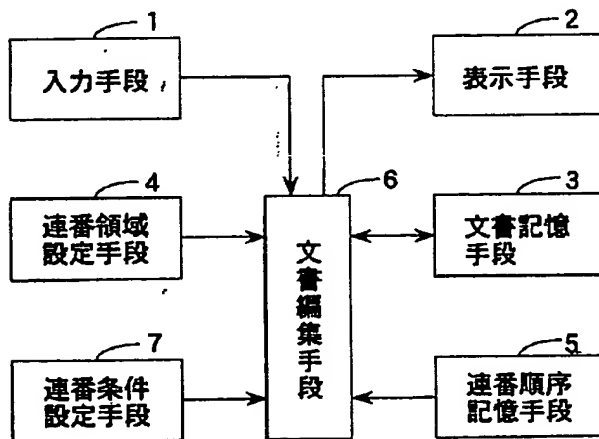 1
入力手段
2
表示手段
4
連番領域
設定手段
6
文書編集手段
3
文書記憶
手段
7
連番条件
設定手段
5
連番順序
記憶手段